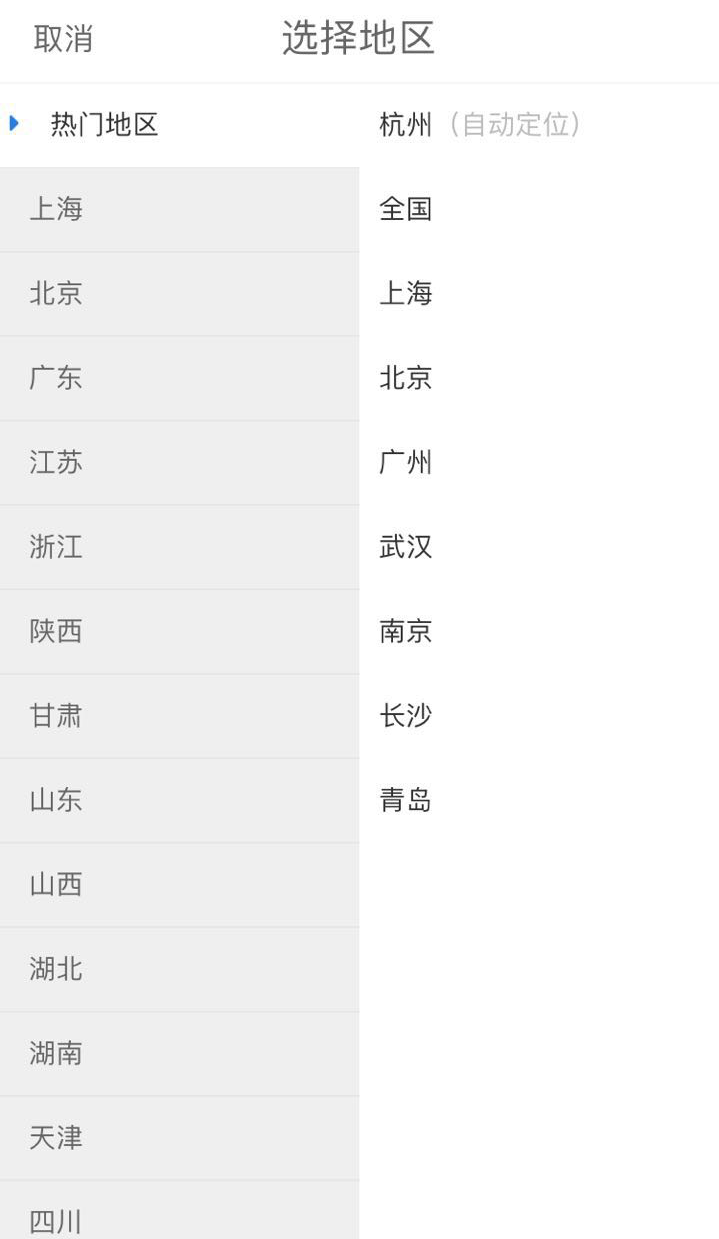 取消
选择地区
热门地区
杭州（自动定位）
上海
全国
北京
上海
广东
北京
江苏
广州
浙江
武汉
陕西
南京
甘肃
长沙
山东
青岛
山西
湖北
湖南
天津
四川